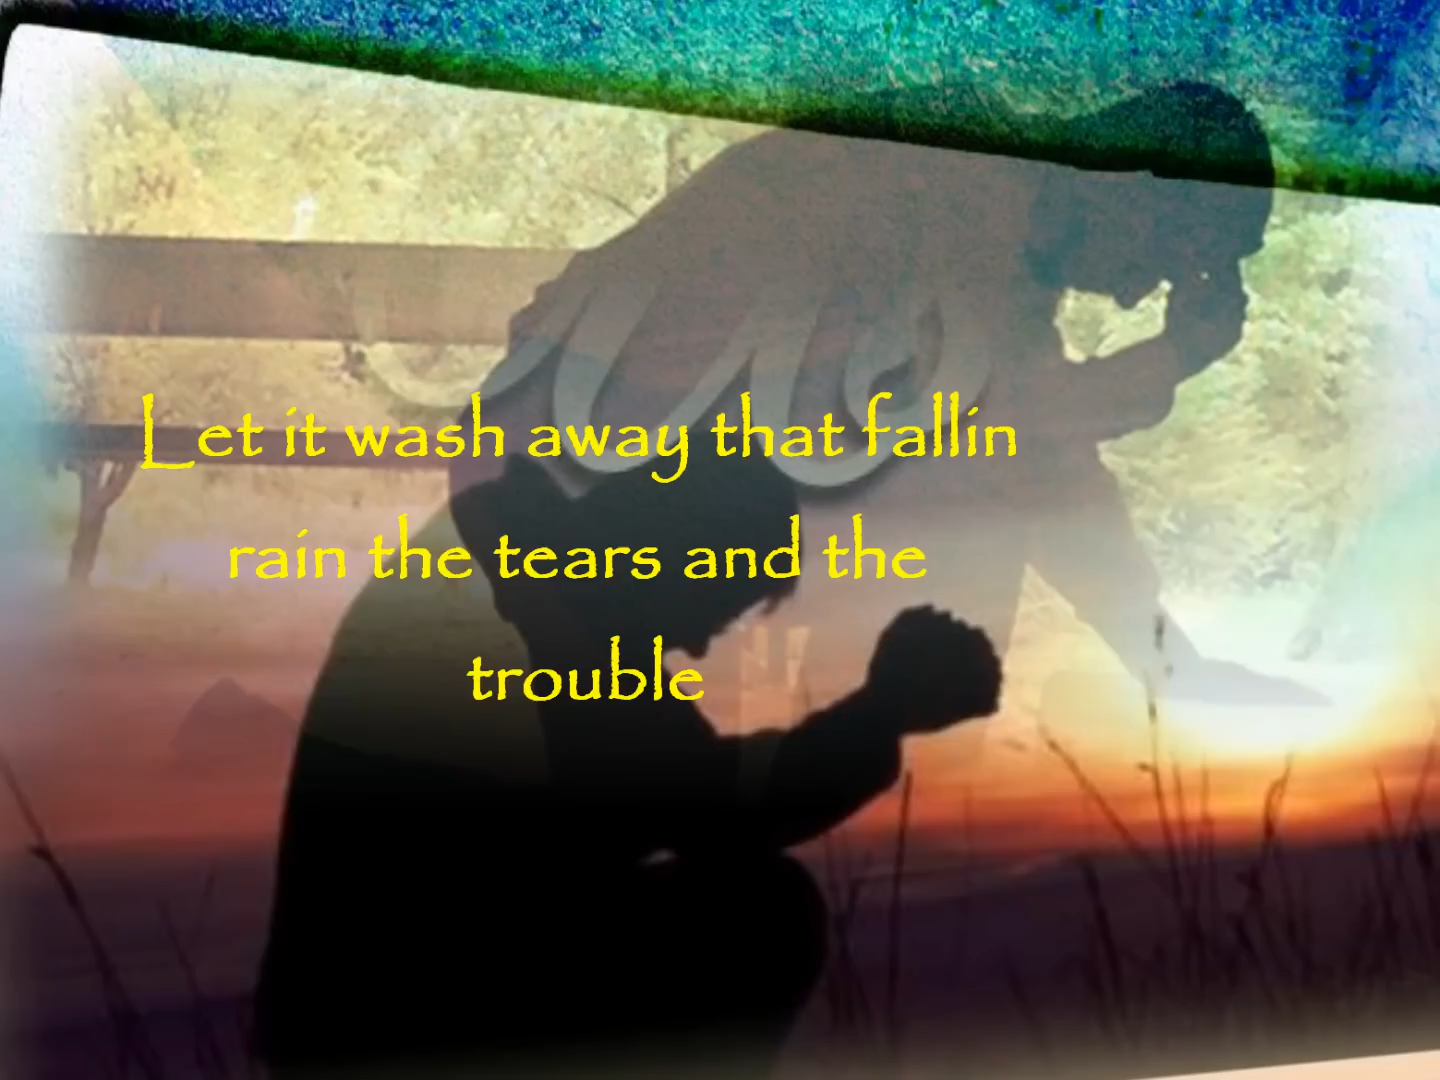 Let it wash away that fallin
rain the tears and the
trouble